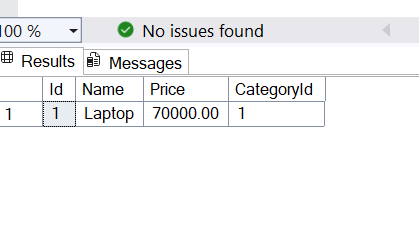 100 % No issues found
Results Messages
Id Name Price CategoryId
1 1 Laptop 70000.00 1